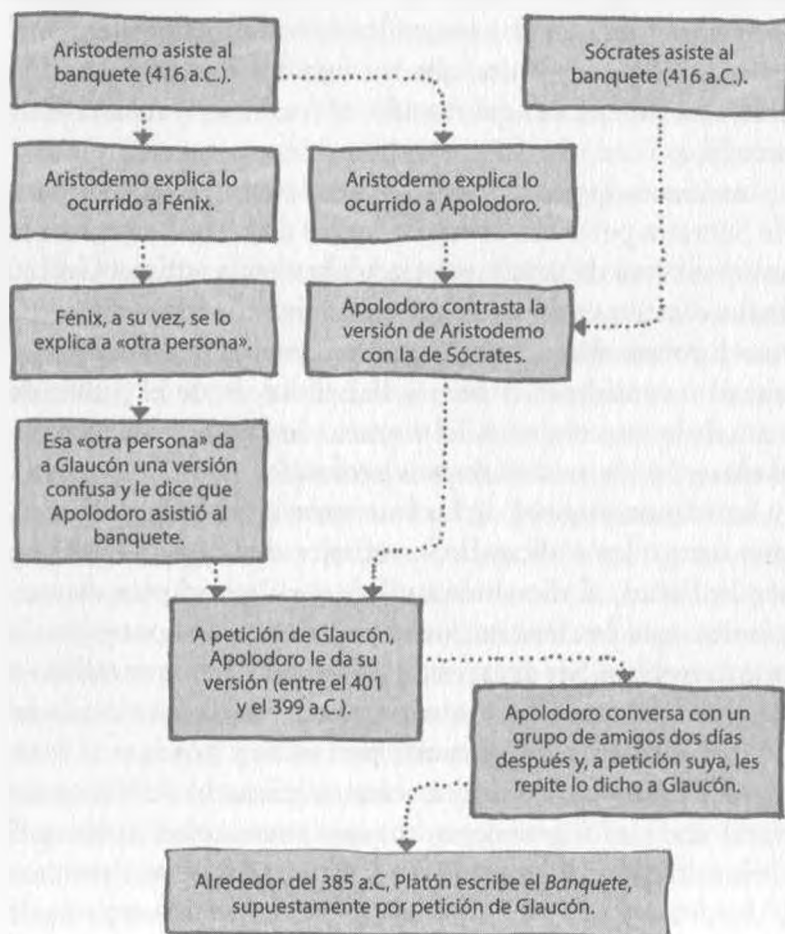 Aristodemo asiste al
banquete (416 a.C.).
Sócrates asiste al
banquete (416 a.C.).
Aristodemo explica lo
ocurrido a Fénix.
Aristodemo explica lo
ocurrido a Apolodoro.
Fénix, a su vez, se lo
explica a «otra persona».
Apolodoro contrasta la
versión de Aristodemo
con la de Sócrates.
Esa «otra persona» da
a Glaucón una versión
confusa y le dice que
Apolodoro asistió al
banquete.
A petición de Glaucón,
Apolodoro le da su
versión (entre el 401
y el 399 a.C.).
Apolodoro conversa con un
grupo de amigos dos días
después y, a petición suya, les
repite lo dicho a Glaucón.
Alrededor del 385 a.C, Platón escribe el Banquete,
supuestamente por petición de Glaucón.